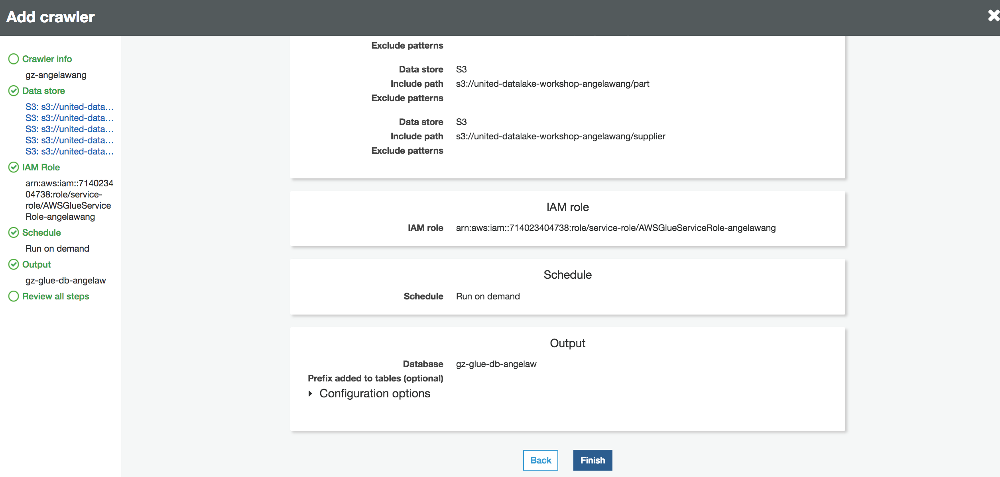 Add crawler
Crawler info
gz-angelawang
Data store
S3: s3://united-data...
S3: s3://united-data...
S3: s3://united-data...
S3: s3://united-data...
S3: s3://united-data...
IAM Role
arn:aws:iam::7140234
04738:role/service-
role/AWSGlueService
Role-angelawang
Schedule
Run on demand
Output
gz-glue-db-angelaw
Review all steps
Exclude patterns
Data store S3
Include path s3://united-datalake-workshop-angelawang/part
Exclude patterns
Data store S3
Include path s3://united-datalake-workshop-angelawang/supplier
Exclude patterns
IAM role
IAM role arn:aws:iam::714023404738:role/service-role/AWSGlueServiceRole-angelawang
Schedule
Schedule Run on demand
Output
Database gz-glue-db-angelaw
Prefix added to tables (optional)
Configuration options
Back Finish